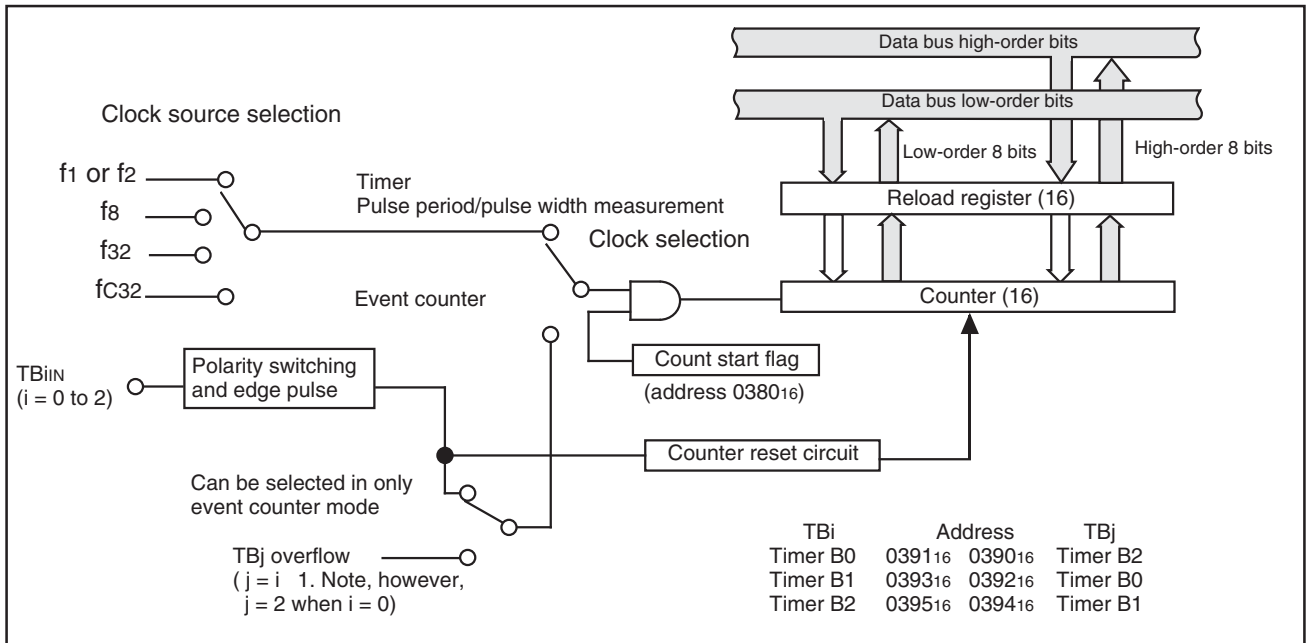 Data bus high-order bits
Data bus low-order bits
Clock source selection
Low-order 8 bits
High-order 8 bits
f1 or f2
f8
f32
fC32
Timer
Pulse period/pulse width measurement
Reload register (16)
Clock selection
Event counter
Counter (16)
TBiIN
(i = 0 to 2)
Polarity switching
and edge pulse
Count start flag
(address 038016)
Counter reset circuit
Can be selected in only
event counter mode
TBj overflow
( j = i 1. Note, however,
j = 2 when i = 0)
TBi Address TBj
Timer B0 039116 039016 Timer B2
Timer B1 039316 039216 Timer B0
Timer B2 039516 039416 Timer B1